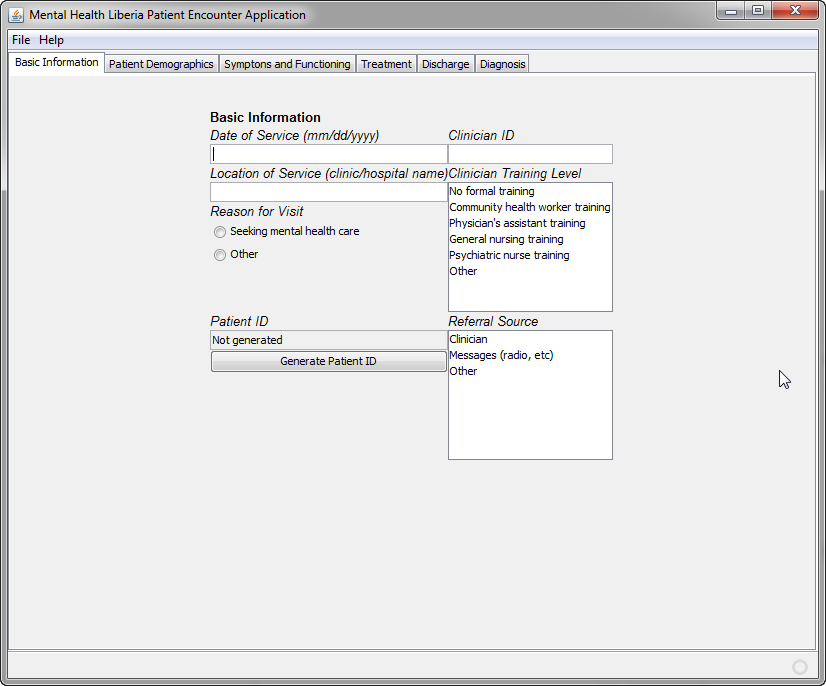 Mental Health Liberia Patient Encounter Application
File Help
Basic Information Patient Demographics Symptons and Functioning Treatment Discharge Diagnosis
Basic Information
Date of Service (mm/dd/yyyy) Clinician ID
Location of Service (clinic/hospital name) Clinician Training Level
No formal training
Community health worker training
Physician's assistant training
General nursing training
Psychiatric nurse training
Other
Reason for Visit
Seeking mental health care
Other
Patient ID
Not generated
Generate Patient ID
Referral Source
Clinician
Messages (radio, etc)
Other